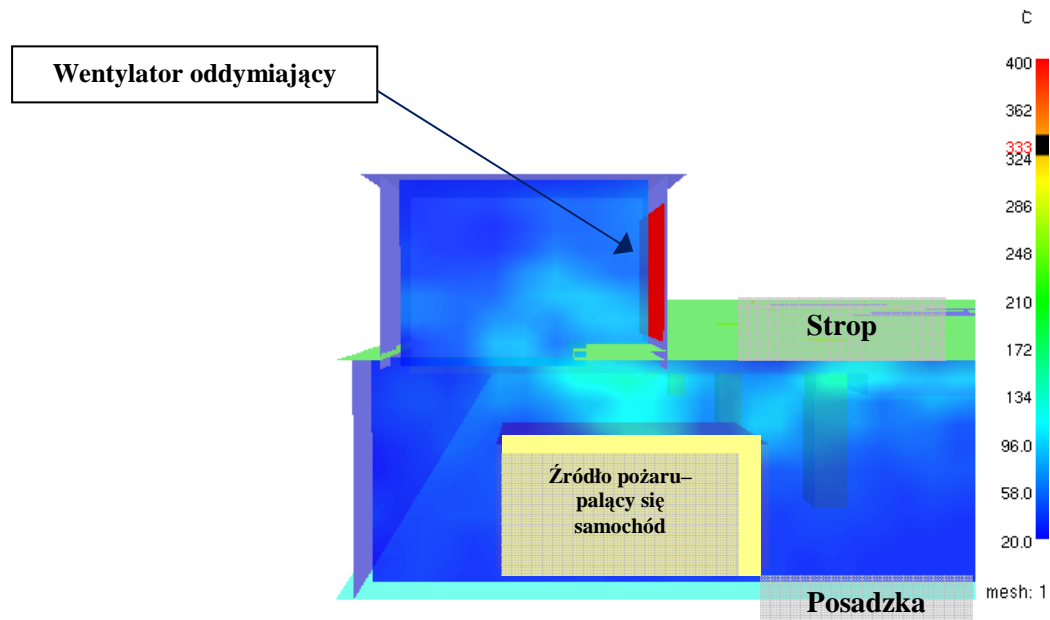 C
Wentylator oddymiający
400
362
333
324
286
248
210
172
134
96.0
58.0
20.0
Strop
Źródło pożaru–
palący się
samochód
mesh: 1
Posadzka